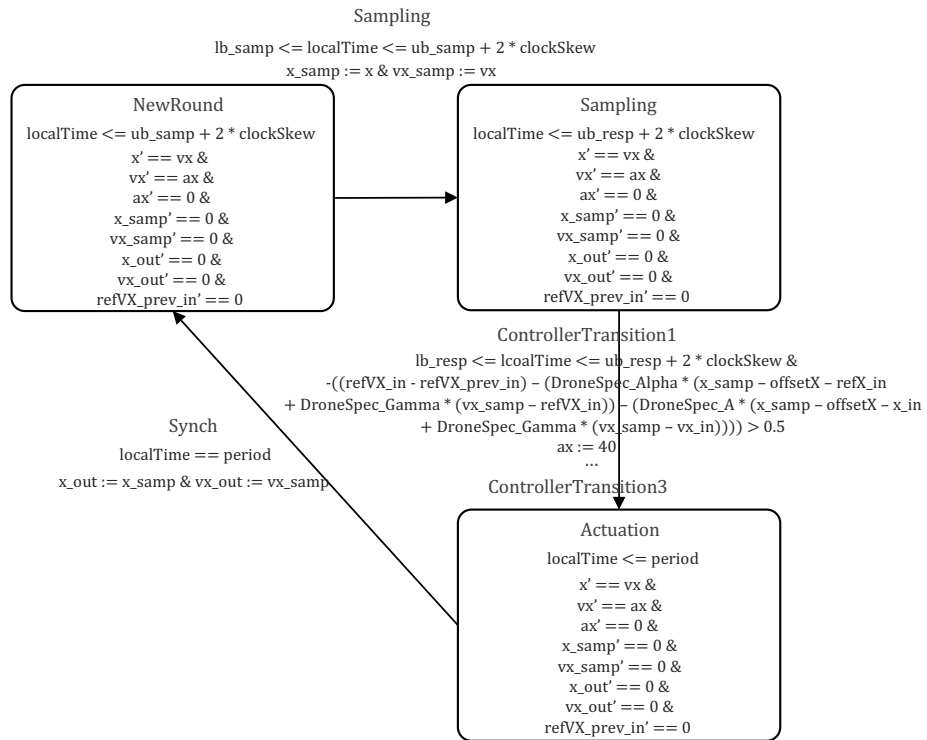 Sampling
lb_samp <= localTime <= ub_samp + 2 * clockSkew
x_samp := x & vx_samp := vx
NewRound
localTime <= ub_samp + 2 * clockSkew
x’ == vx &
vx’ == ax &
ax’ == 0 &
x_samp’ == 0 &
vx_samp’ == 0 &
x_out’ == 0 &
vx_out’ == 0 &
refVX_prev_in’ == 0
Sampling
localTime <= ub_resp + 2 * clockSkew
x’ == vx &
vx’ == ax &
ax’ == 0 &
x_samp’ == 0 &
vx_samp’ == 0 &
x_out’ == 0 &
vx_out’ == 0 &
refVX_prev_in’ == 0
ControllerTransition1
lb_resp <= lcoalTime <= ub_resp + 2 * clockSkew &
-((refVX_in - refVX_prev_in) – (DroneSpec_Alpha * (x_samp – offsetX – refX_in
+ DroneSpec_Gamma * (vx_samp – refVX_in)) – (DroneSpec_A * (x_samp – offsetX – x_in
+ DroneSpec_Gamma * (vx_samp – vx_in)))) > 0.5
ax := 40
...
ControllerTransition3
Synch
localTime == period
x_out := x_samp & vx_out := vx_samp
Actuation
localTime <= period
x’ == vx &
vx’ == ax &
ax’ == 0 &
x_samp’ == 0 &
vx_samp’ == 0 &
x_out’ == 0 &
vx_out’ == 0 &
refVX_prev_in’ == 0